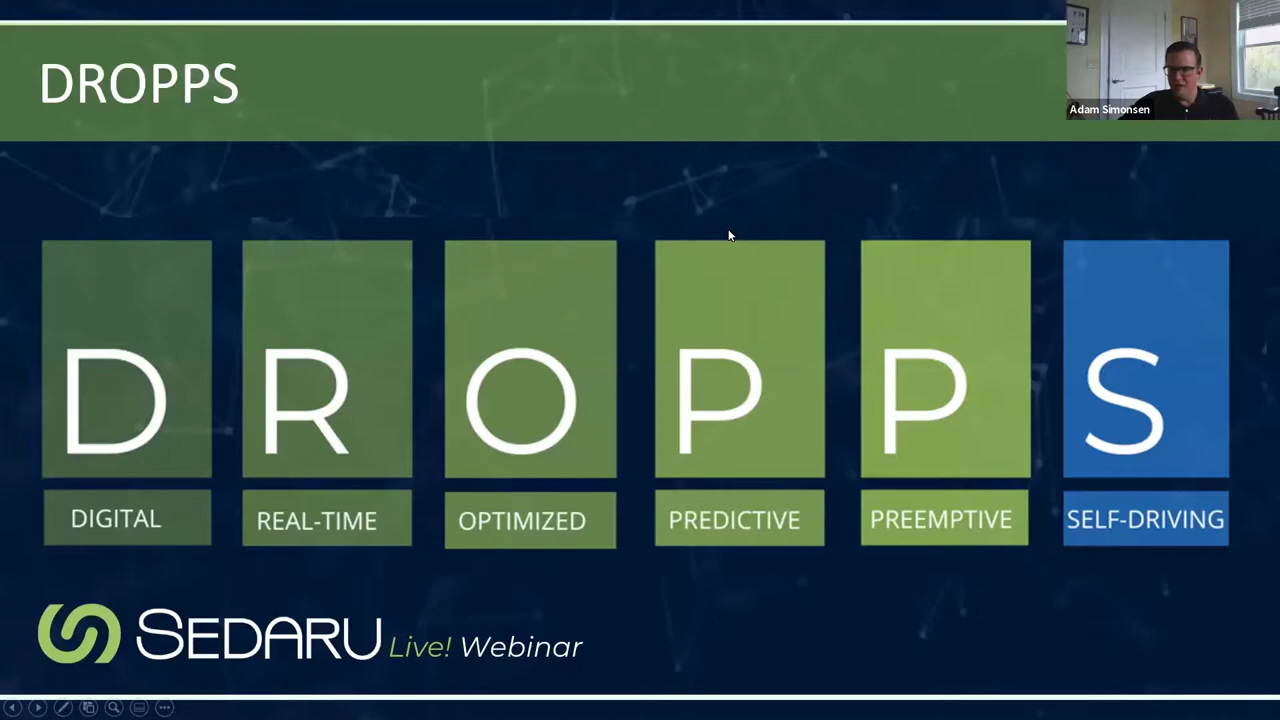 DROPPS
Adam Simonsen
D R O P P S
DIGITAL REAL-TIME OPTIMIZED PREDICTIVE PREEMPTIVE SELF-DRIVING
SEDARU Live! Webinar